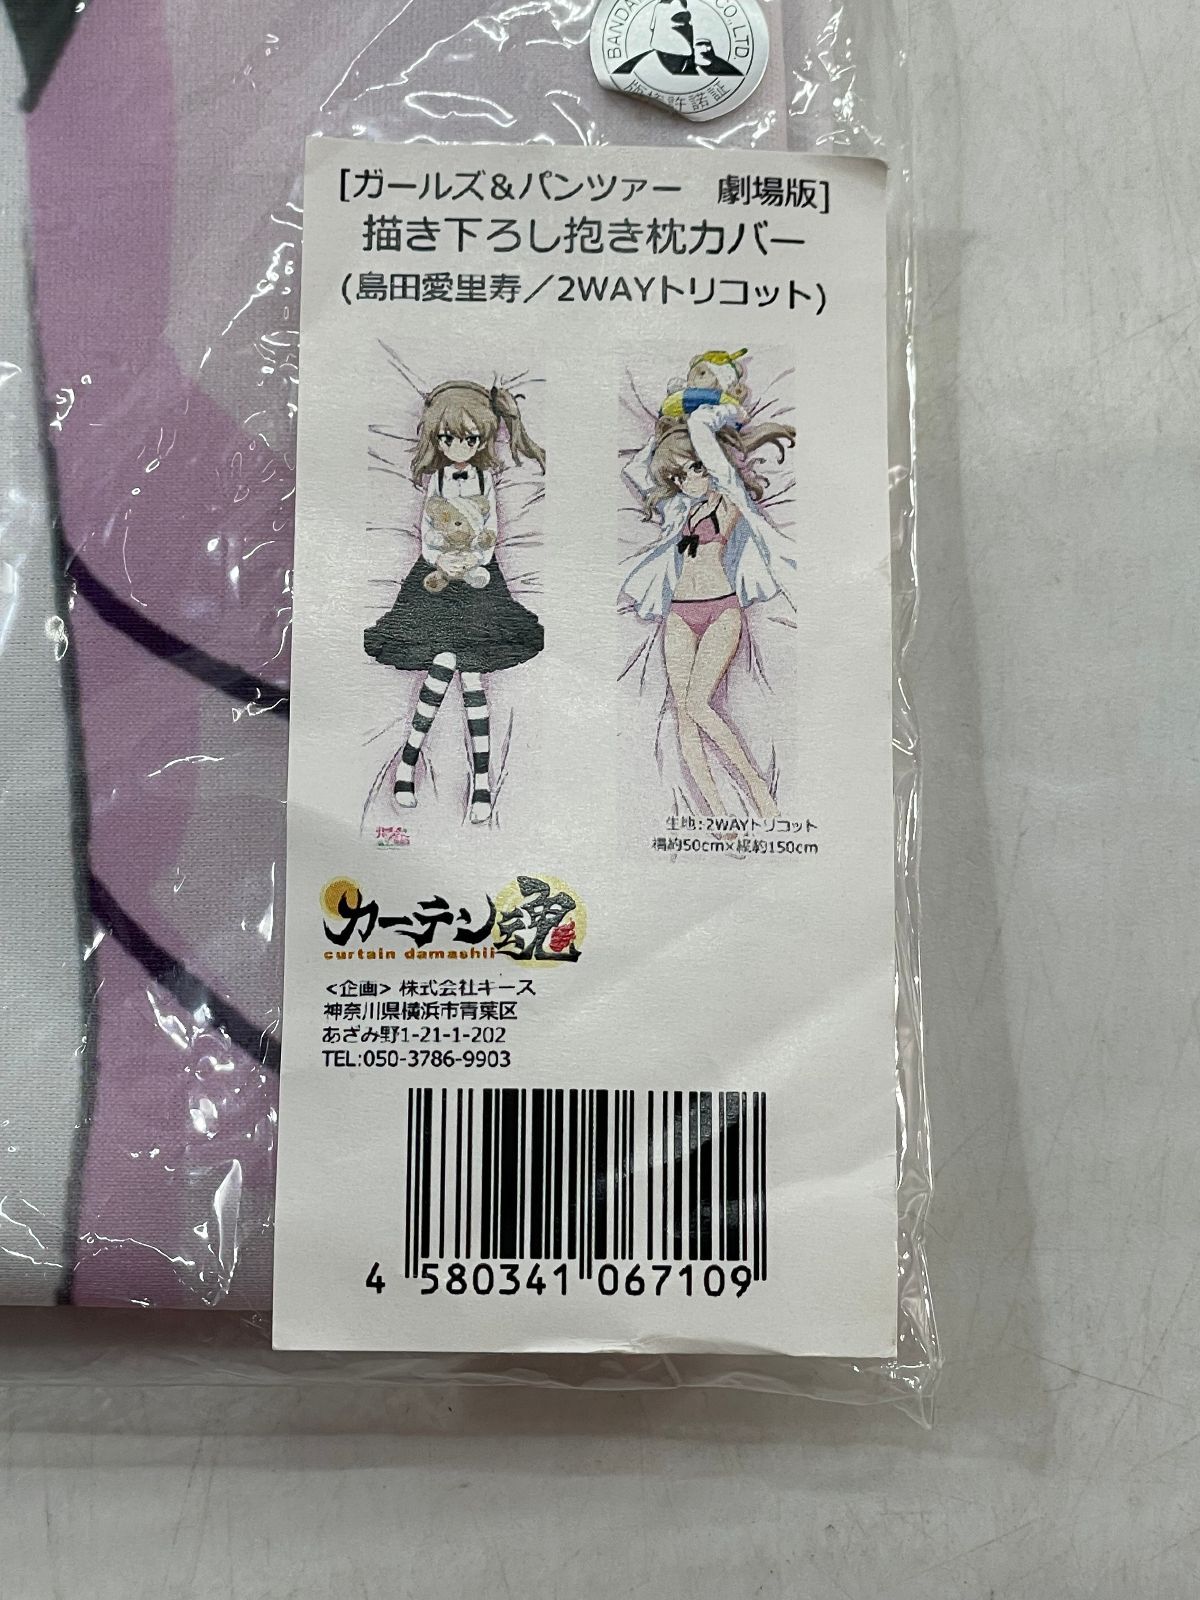 BANDAI CO.,LTD.
版権許諾証
[ガールズ&パンツァー 劇場版]
描き下ろし抱き枕カバー
(島田愛里寿／2WAYトリコット)
生地:2WAYトリコット
横約50cm×縦約150cm
カーテン魂
curtain damashii
<企画> 株式会社キース
神奈川県横浜市青葉区
あざみ野1-21-1-202
TEL:050-3786-9903
4 580341 067109